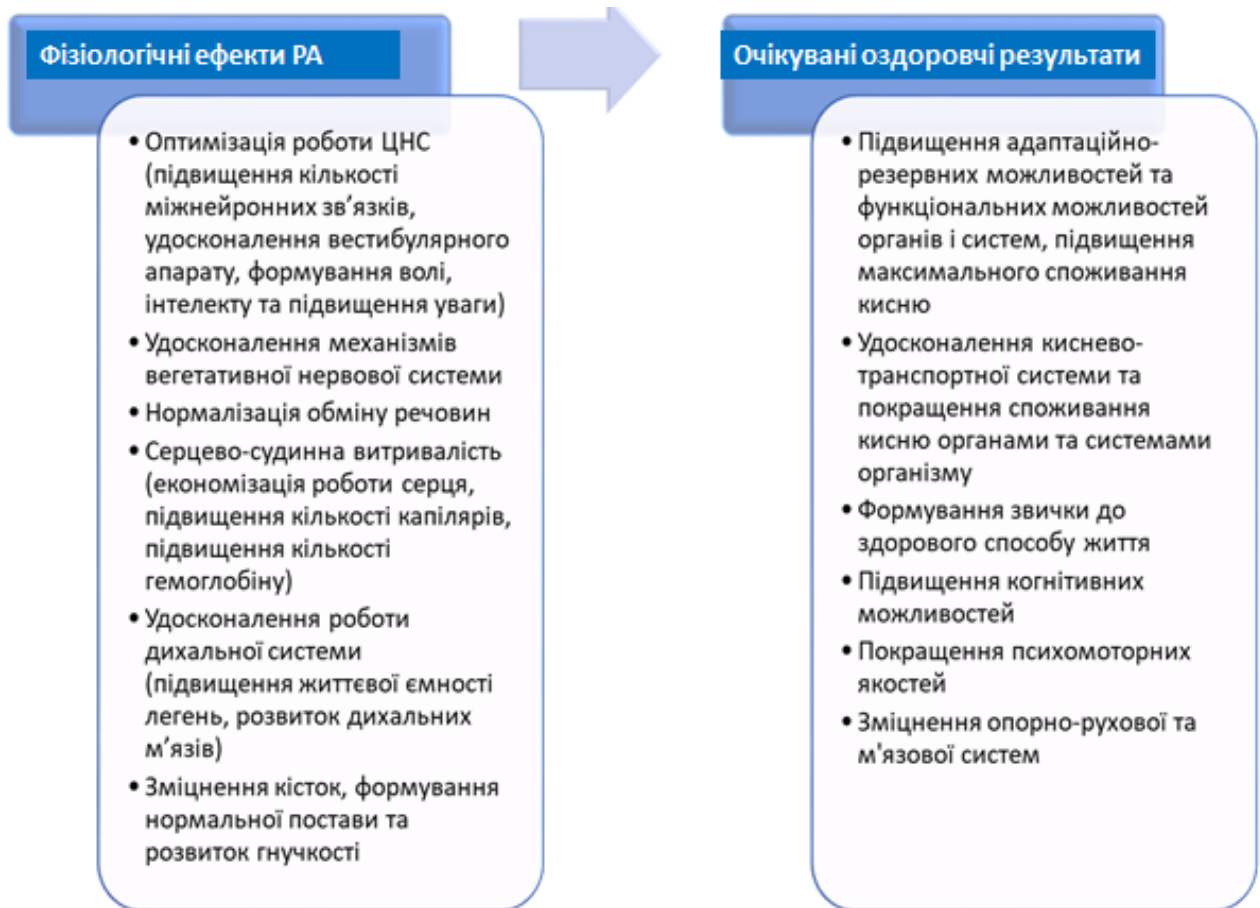 Фізіологічні ефекти РА
• Оптимізація роботи ЦНС
(підвищення кількості
міжнейронних зв’язків,
удосконалення вестибулярного
апарату, формування волі,
інтелекту та підвищення уваги)
• Удосконалення механізмів
вегетативної нервової системи
• Нормалізація обміну речовин
• Серцево-судинна витривалість
(економізація роботи серця,
підвищення кількості капілярів,
підвищення кількості
гемоглобіну)
• Удосконалення роботи
дихальної системи
(підвищення життєвої ємності
легень, розвиток дихальних
м’язів)
• Зміцнення кісток, формування
нормальної постави та
розвиток гнучкості
Очікувані оздоровчі результати
• Підвищення адаптаційно-
резервних можливостей та
функціональних можливостей
органів і систем, підвищення
максимального споживання
кисню
• Удосконалення киснево-
транспортної системи та
покращення споживання
кисню органами та системами
організму
• Формування звички до
здорового способу життя
• Підвищення когнітивних
можливостей
• Покращення психомоторних
якостей
• Зміцнення опорно-рухової та
м'язової систем